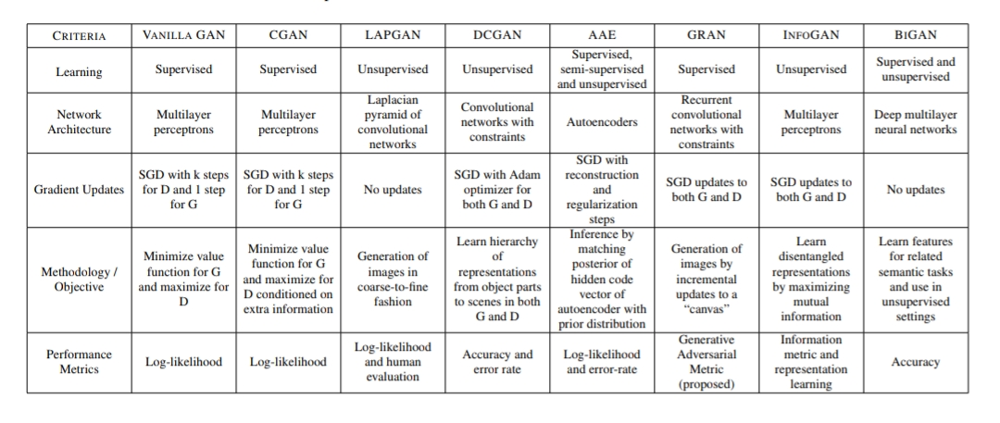 CRITERIA VANILLA GAN CGAN LAPGAN DCGAN AAE GRAN INFOGAN BIGAN
Learning
Supervised
Supervised
Unsupervised
Unsupervised
Supervised,
semi-supervised
and unsupervised
Supervised
Unsupervised
Supervised and
unsupervised
Network
Architecture
Multilayer
perceptrons
Multilayer
perceptrons
Laplacian
pyramid of
convolutional
networks
Convolutional
networks with
constraints
Autoencoders
Recurrent
convolutional
networks with
constraints
Multilayer
perceptrons
Deep multilayer
neural networks
Gradient Updates
SGD with k steps
for D and 1 step
for G
SGD with k steps
for D and 1 step
for G
No updates
SGD with Adam
optimizer for
both G and D
SGD with
reconstruction
and
regularization
steps
SGD updates to
both G and D
SGD updates to
both G and D
No updates
Methodology /
Objective
Minimize value
function for G
and maximize for
D
Minimize value
function for G
and maximize for
D conditioned on
extra information
Generation of
images in
coarse-to-fine
fashion
Learn hierarchy
of
representations
from object parts
to scenes in both
G and D
Inference by
matching
posterior of
hidden code
vector of
autoencoder with
prior distribution
Generation of
images by
incremental
updates to a
“canvas”
Learn
disentangled
representations
by maximizing
mutual
information
Learn features
for related
semantic tasks
and use in
unsupervised
settings
Performance
Metrics
Log-likelihood
Log-likelihood
Log-likelihood
and human
evaluation
Accuracy and
error rate
Log-likelihood
and error-rate
Generative
Adversarial
Metric
(proposed)
Information
metric and
representation
learning
Accuracy